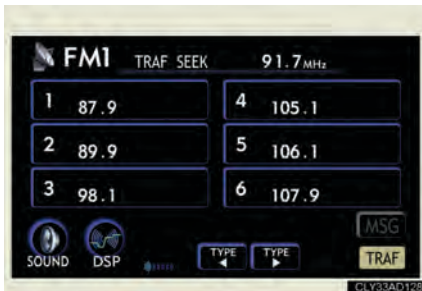 FM1 TRAF SEEK 91.7MHz
1 87.9
4 105.1
2 89.9
5 106.1
3 98.1
6 107.9
MSG
SOUND DSP TYPE TYPE TRAF
CLY33AD128